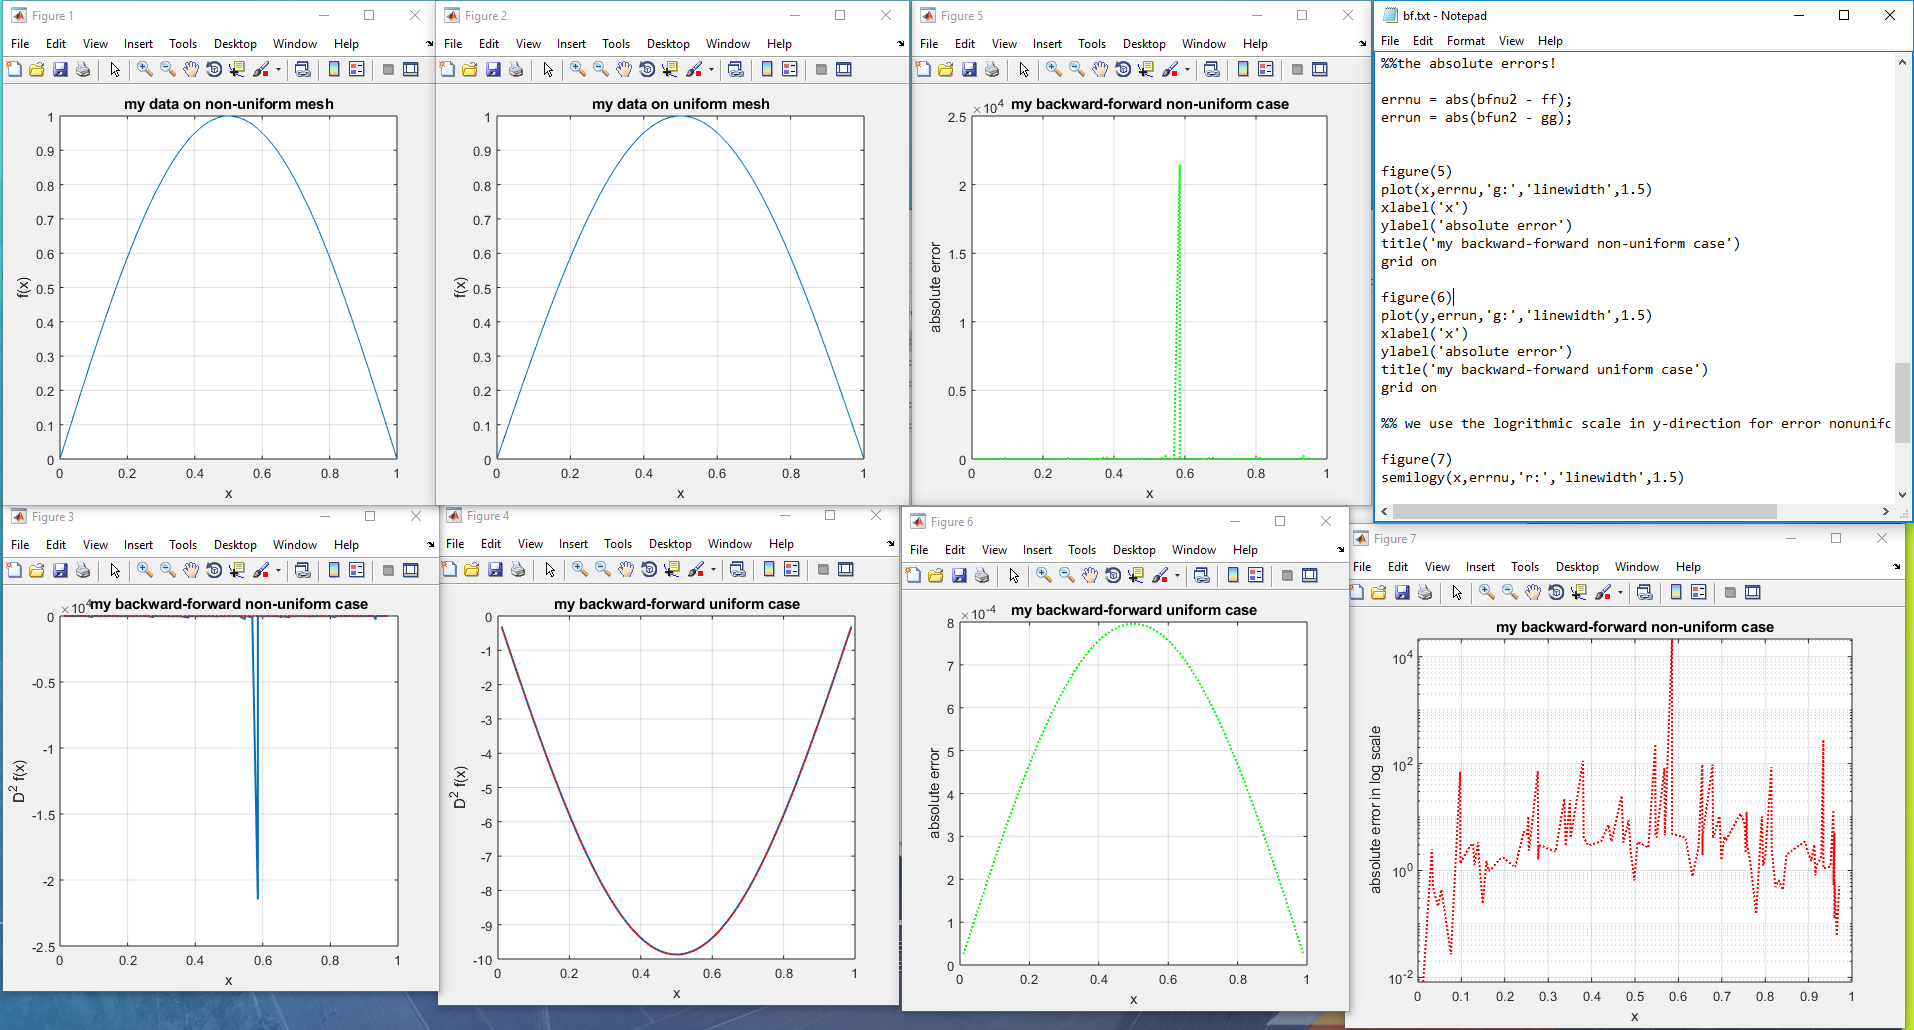 Figure 1
File Edit View Insert Tools Desktop Window Help
my data on non-uniform mesh
1
0.9
0.8
0.7
0.6
0.5
0.4
0.3
0.2
0.1
0
f(x)
0 0.2 0.4 0.6 0.8 1
x
Figure 2
File Edit View Insert Tools Desktop Window Help
my data on uniform mesh
1
0.9
0.8
0.7
0.6
0.5
0.4
0.3
0.2
0.1
0
f(x)
0 0.2 0.4 0.6 0.8 1
x
Figure 5
File Edit View Insert Tools Desktop Window Help
×10^4 my backward-forward non-uniform case
2.5
2
1.5
1
0.5
0
absolute error
0 0.2 0.4 0.6 0.8 1
x
bf.txt - Notepad
File Edit Format View Help
%%the absolute errors!
errnu = abs(bfnu2 - ff);
errun = abs(bfun2 - gg);
figure(5)
plot(x,errnu,'g:','linewidth',1.5)
xlabel('x')
ylabel('absolute error')
title('my backward-forward non-uniform case')
grid on
figure(6)
plot(y,errun,'g:','linewidth',1.5)
xlabel('x')
ylabel('absolute error')
title('my backward-forward uniform case')
grid on
%% we use the logrithmic scale in y-direction for error nonunifo
figure(7)
semilogy(x,errnu,'r:','linewidth',1.5)
Figure 3
File Edit View Insert Tools Desktop Window Help
×10^4 my backward-forward non-uniform case
0
-0.5
-1
-1.5
-2
-2.5
D^2 f(x)
0 0.2 0.4 0.6 0.8 1
x
Figure 4
File Edit View Insert Tools Desktop Window Help
my backward-forward uniform case
0
-1
-2
-3
-4
-5
-6
-7
-8
-9
-10
D^2 f(x)
0 0.2 0.4 0.6 0.8 1
x
Figure 6
File Edit View Insert Tools Desktop Window Help
×10^-4 my backward-forward uniform case
8
7
6
5
4
3
2
1
0
absolute error
0 0.2 0.4 0.6 0.8 1
x
Figure 7
File Edit View Insert Tools Desktop Window Help
my backward-forward non-uniform case
10^4
10^2
10^0
10^-2
absolute error in log scale
0 0.1 0.2 0.3 0.4 0.5 0.6 0.7 0.8 0.9 1
x